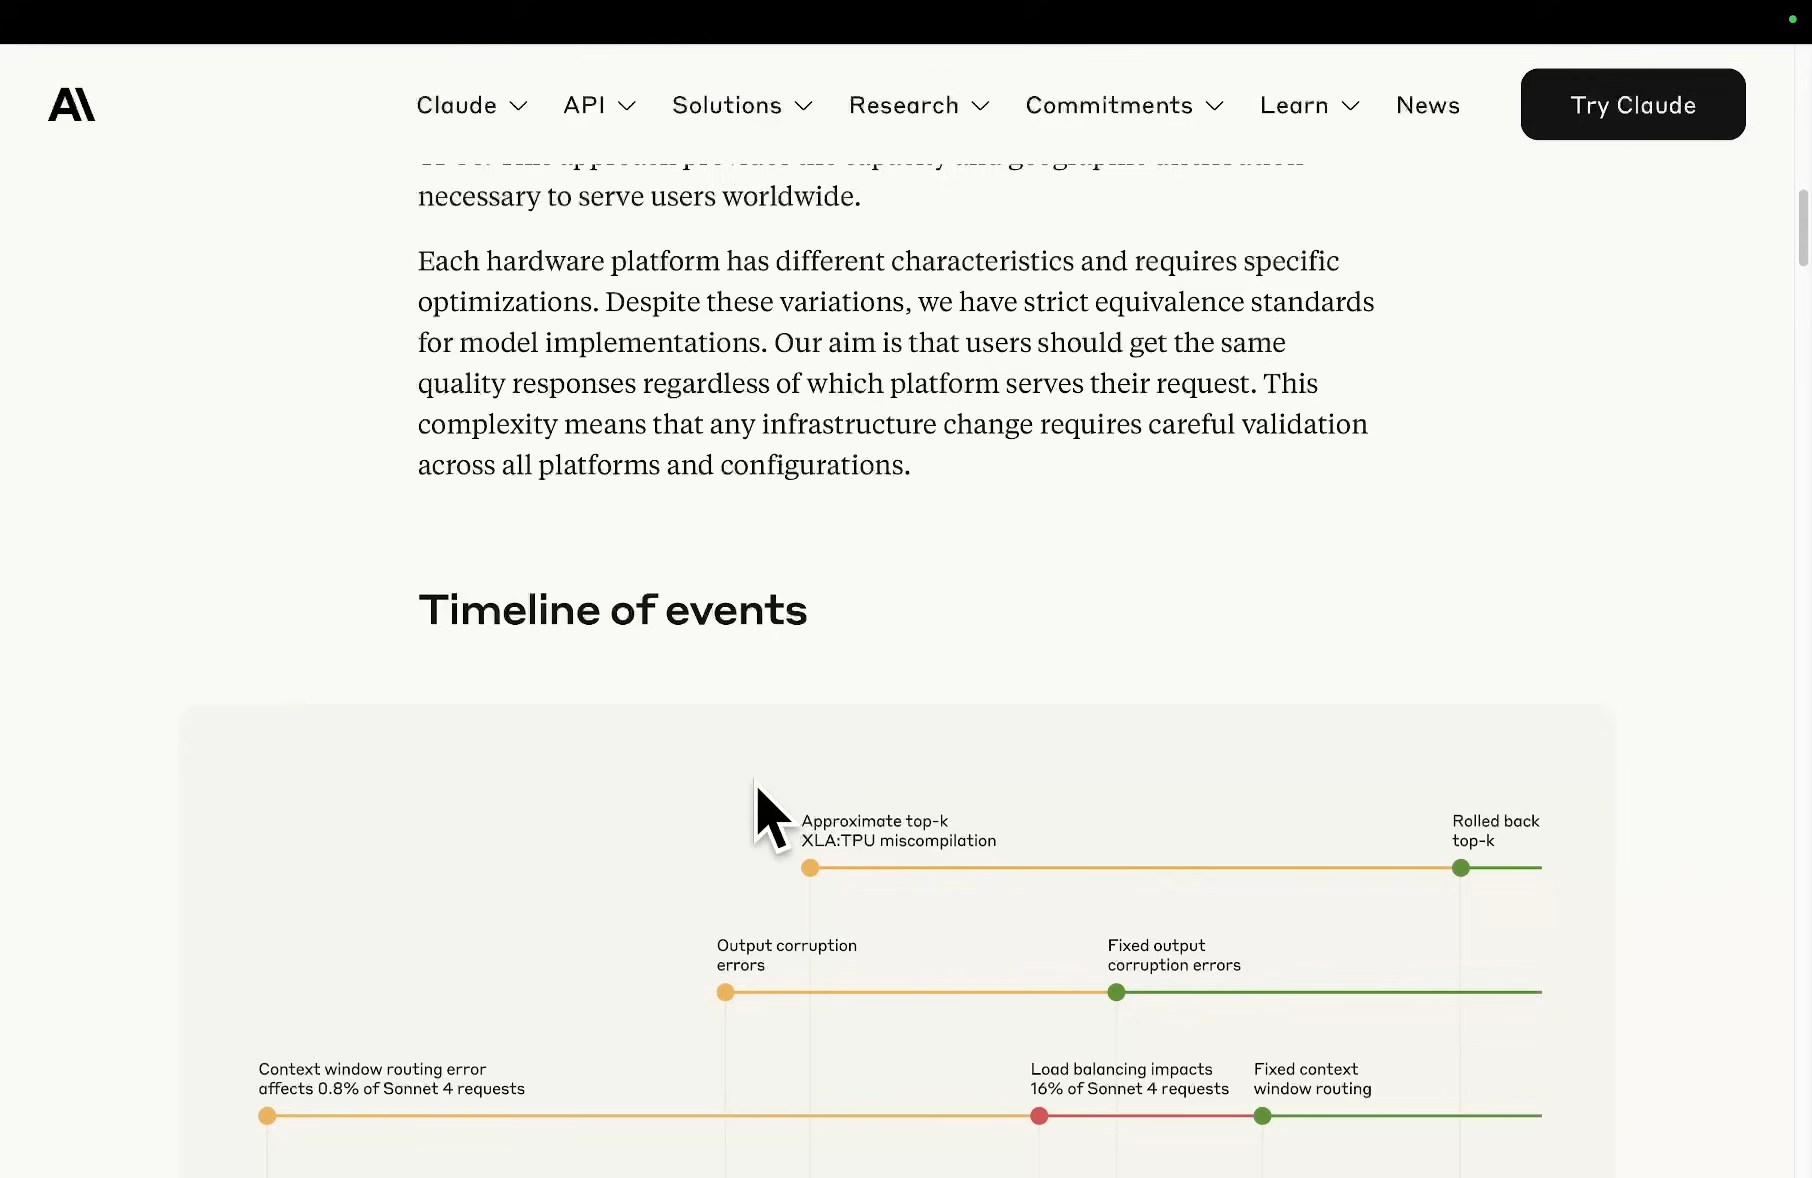 Claude API Solutions Research Commitments Learn News Try Claude
necessary to serve users worldwide.
Each hardware platform has different characteristics and requires specific
optimizations. Despite these variations, we have strict equivalence standards
for model implementations. Our aim is that users should get the same
quality responses regardless of which platform serves their request. This
complexity means that any infrastructure change requires careful validation
across all platforms and configurations.
Timeline of events
Approximate top-k
XLA:TPU miscompilation
Rolled back
top-k
Output corruption
errors
Fixed output
corruption errors
Context window routing error
affects 0.8% of Sonnet 4 requests
Load balancing impacts
16% of Sonnet 4 requests
Fixed context
window routing